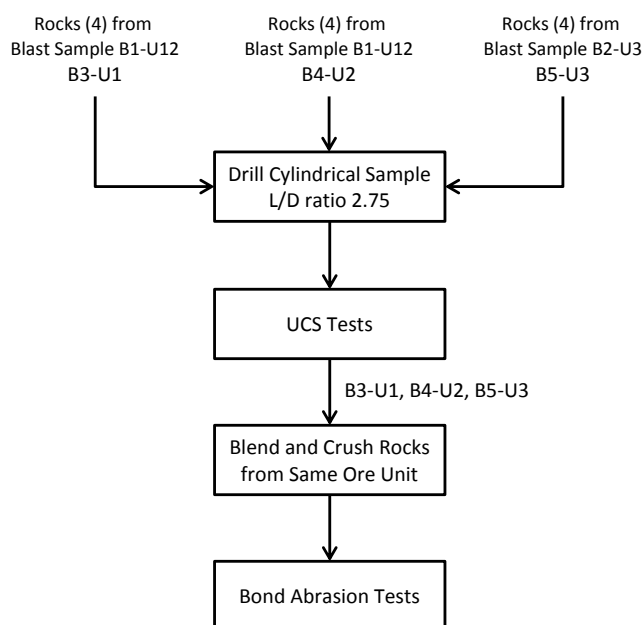 Rocks (4) from
Blast Sample B1-U12
B3-U1
Rocks (4) from
Blast Sample B1-U12
B4-U2
Rocks (4) from
Blast Sample B2-U3
B5-U3
Drill Cylindrical Sample
L/D ratio 2.75
UCS Tests
B3-U1, B4-U2, B5-U3
Blend and Crush Rocks
from Same Ore Unit
Bond Abrasion Tests